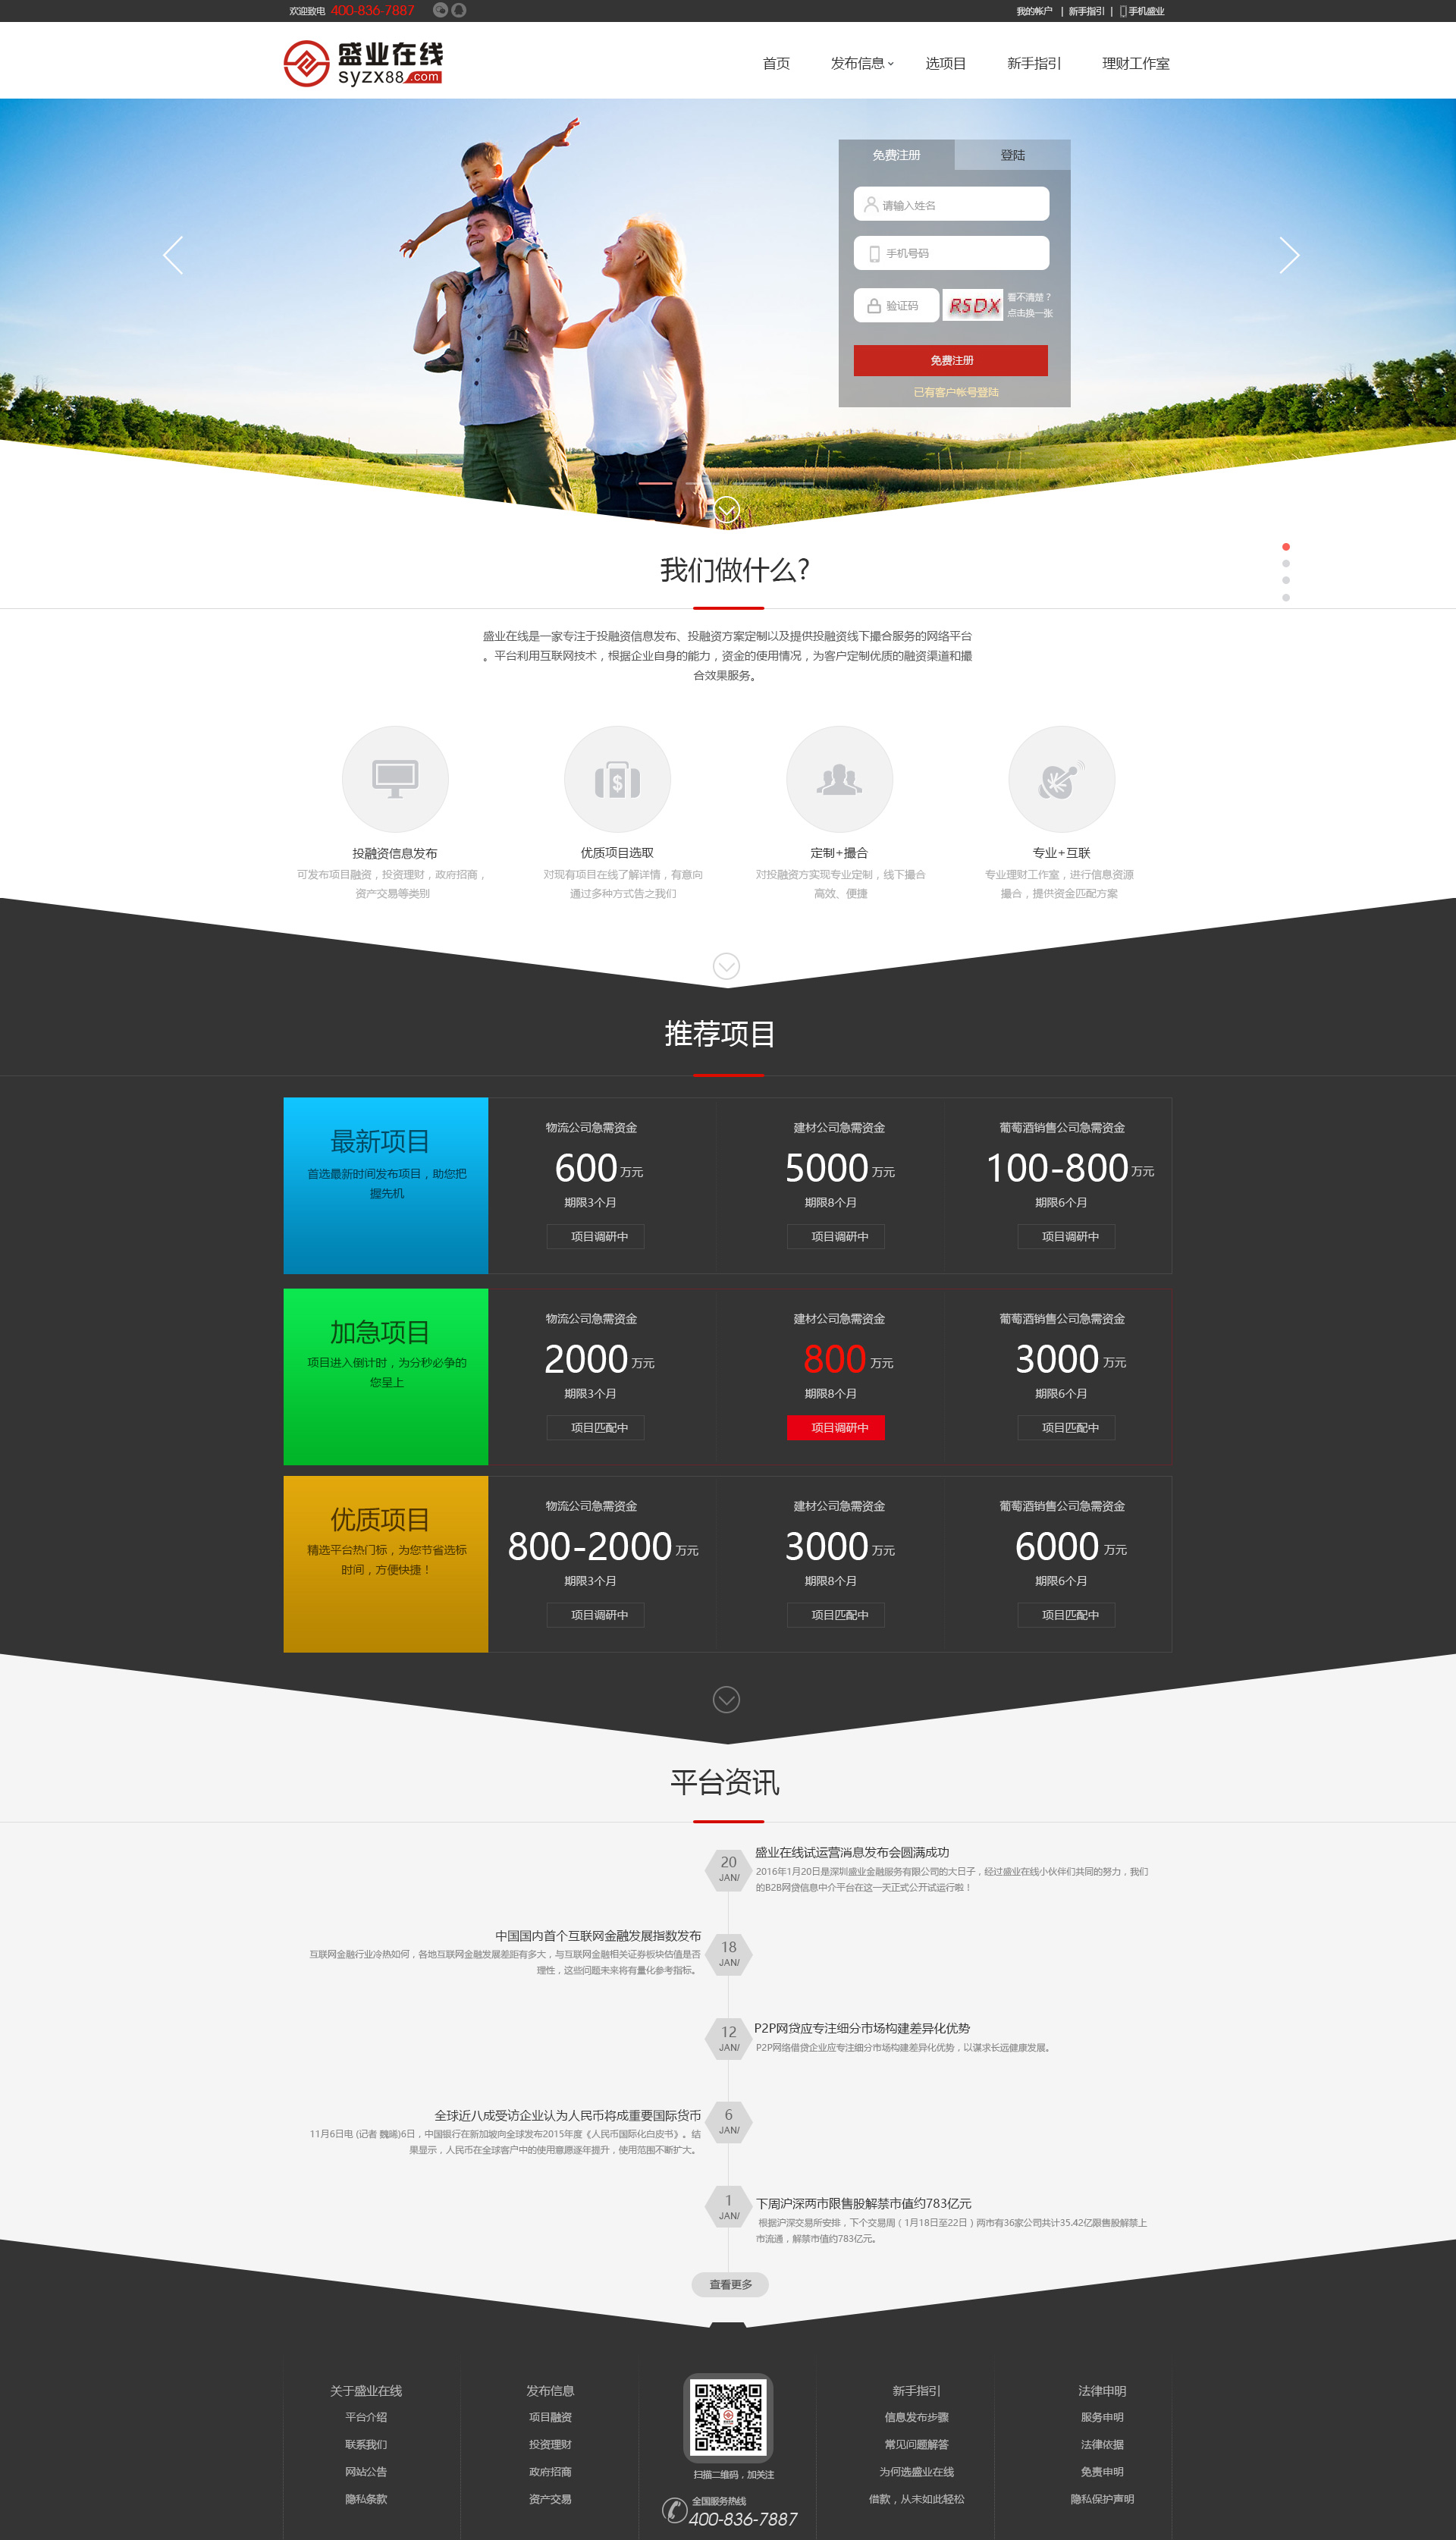 欢迎致电 400-836-7887
我的帐户 | 新手指引 | 手机盛业
盛业在线
syzx88.com
首页 发布信息 选项目 新手指引 理财工作室
免费注册 登陆
请输入姓名
手机号码
验证码 RSDX 看不清楚？
点击换一张
免费注册
已有客户帐号登陆
我们做什么?
盛业在线是一家专注于投融资信息发布、投融资方案定制以及提供投融资线下撮合服务的网络平台
。平台利用互联网技术，根据企业自身的能力，资金的使用情况，为客户定制优质的融资渠道和撮
合效果服务。
投融资信息发布
可发布项目融资，投资理财，政府招商，
资产交易等类别
优质项目选取
对现有项目在线了解详情，有意向
通过多种方式告之我们
定制+撮合
对投融资方实现专业定制，线下撮合
高效、便捷
专业+互联
专业理财工作室，进行信息资源
撮合，提供资金匹配方案
推荐项目
最新项目
首选最新时间发布项目，助您把
握先机
物流公司急需资金
600 万元
期限3个月
项目调研中
建材公司急需资金
5000 万元
期限8个月
项目调研中
葡萄酒销售公司急需资金
100-800 万元
期限6个月
项目调研中
加急项目
项目进入倒计时，为分秒必争的
您呈上
物流公司急需资金
2000 万元
期限3个月
项目匹配中
建材公司急需资金
800 万元
期限8个月
项目调研中
葡萄酒销售公司急需资金
3000 万元
期限6个月
项目匹配中
优质项目
精选平台热门标，为您节省选标
时间，方便快捷！
物流公司急需资金
800-2000 万元
期限3个月
项目调研中
建材公司急需资金
3000 万元
期限8个月
项目匹配中
葡萄酒销售公司急需资金
6000 万元
期限6个月
项目匹配中
平台资讯
20
JAN/
盛业在线试运营消息发布会圆满成功
2016年1月20日是深圳盛业金融服务有限公司的大日子，经过盛业在线小伙伴们共同的努力，我们
的B2B网贷信息中介平台在这一天正式公开试运行啦！
中国国内首个互联网金融发展指数发布
互联网金融行业冷热如何，各地互联网金融发展差距有多大，与互联网金融相关证券板块估值是否
理性，这些问题未来将有量化参考指标。
18
JAN/
12
JAN/
P2P网贷应专注细分市场构建差异化优势
P2P网络借贷企业应专注细分市场构建差异化优势，以谋求长远健康发展。
全球近八成受访企业认为人民币将成重要国际货币
11月6日电 (记者 魏曦)6日，中国银行在新加坡向全球发布2015年度《人民币国际化白皮书》。结
果显示，人民币在全球客户中的使用意愿逐年提升，使用范围不断扩大。
6
JAN/
1
JAN/
下周沪深两市限售股解禁市值约783亿元
根据沪深交易所安排，下个交易周（1月18日至22日）两市有36家公司共计35.42亿限售股解禁上
市流通，解禁市值约783亿元。
查看更多
关于盛业在线
平台介绍
联系我们
网站公告
隐私条款
发布信息
项目融资
投资理财
政府招商
资产交易
扫描二维码，加关注
全国服务热线
400-836-7887
新手指引
信息发布步骤
常见问题解答
为何选盛业在线
借款，从未如此轻松
法律申明
服务申明
法律依据
免责申明
隐私保护声明